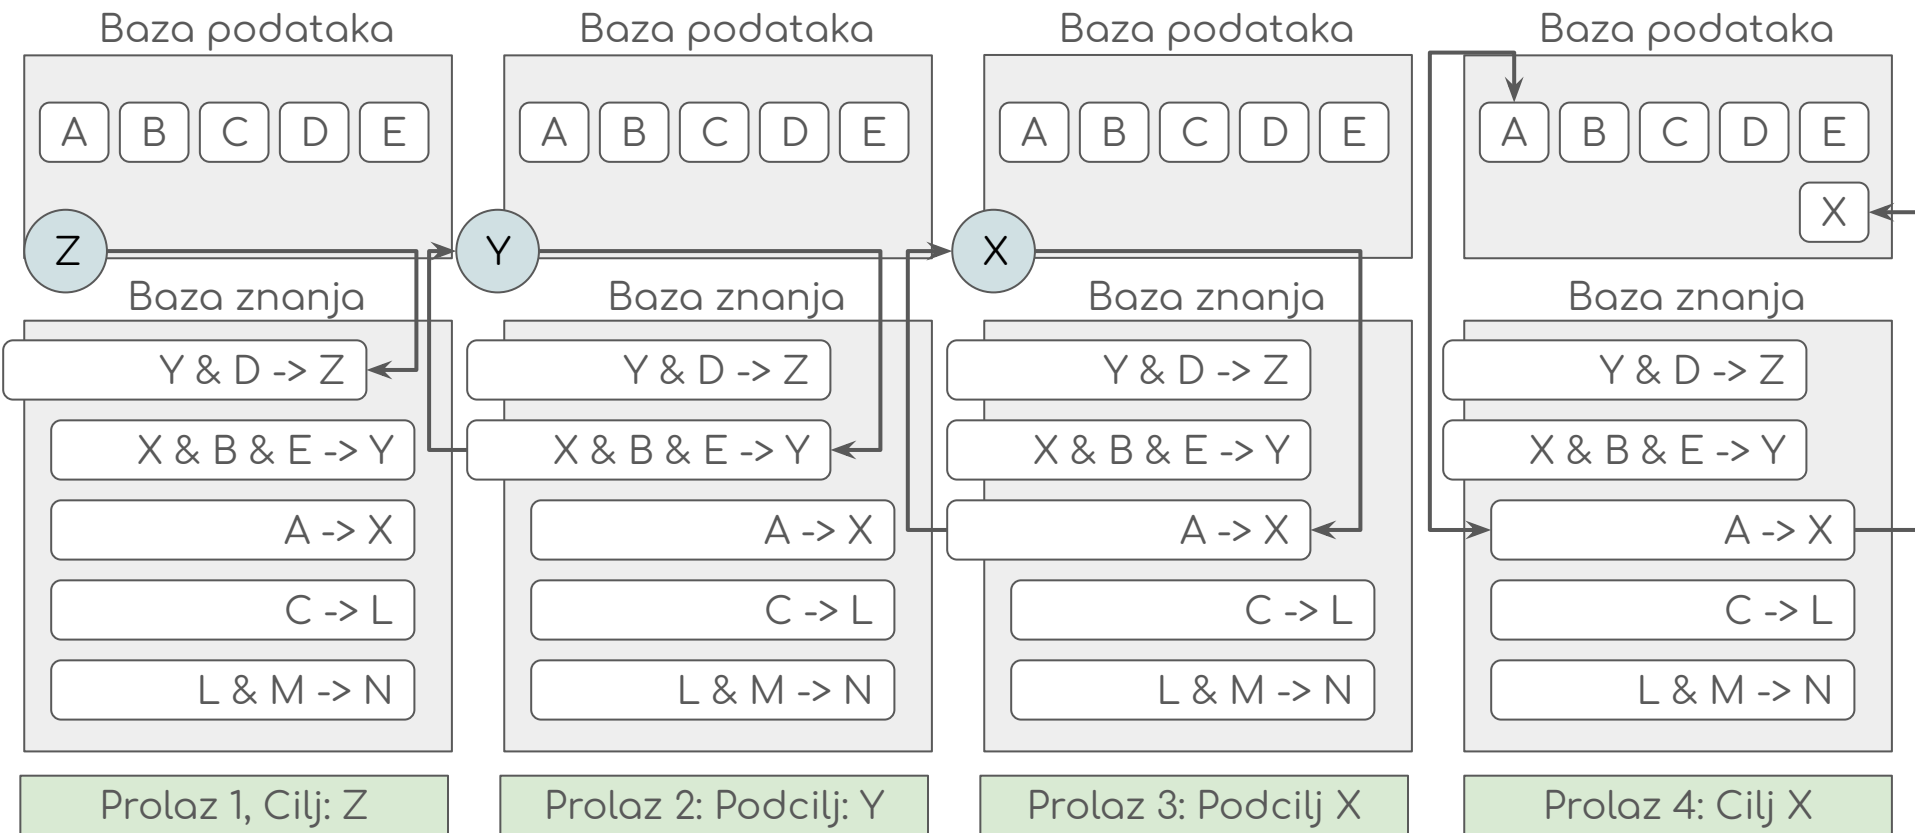 Baza podataka
A B C D E
Z
Baza znanja
Y & D -> Z
X & B & E -> Y
A -> X
C -> L
L & M -> N
Prolaz 1, Cilj: Z
Baza podataka
A B C D E
Y
Baza znanja
Y & D -> Z
X & B & E -> Y
A -> X
C -> L
L & M -> N
Prolaz 2: Podcilj: Y
Baza podataka
A B C D E
X
Baza znanja
Y & D -> Z
X & B & E -> Y
A -> X
C -> L
L & M -> N
Prolaz 3: Podcilj X
Baza podataka
A B C D E
X
Baza znanja
Y & D -> Z
X & B & E -> Y
A -> X
C -> L
L & M -> N
Prolaz 4: Cilj X